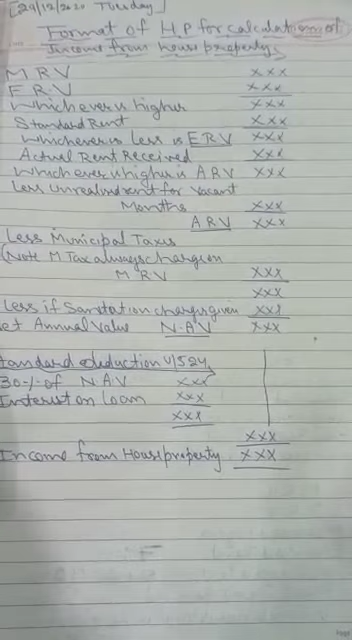 [29/12/2020 Tuesday]
Format of HP for calculation of
Income from house property.
MRV xxx
FRV xxx
Whichever is higher xxx
Standard Rent xxx
Whichever is Less is ERV xxx
Actual Rent Received xxx
Whichever is higher is ARV xxx
Less Unrealised rent for Vacant
Months xxx
ARV xxx
Less Municipal Taxes
(Note M Tax always charge on
MRV xxx
xxx
Less if Sanitation charges given xxx
et Annual Value N.A.V xxx
tandard deduction U/S 24
30% of NAV xxx
Interest on Loan xxx
xxx
xxx
Income from House property xxx